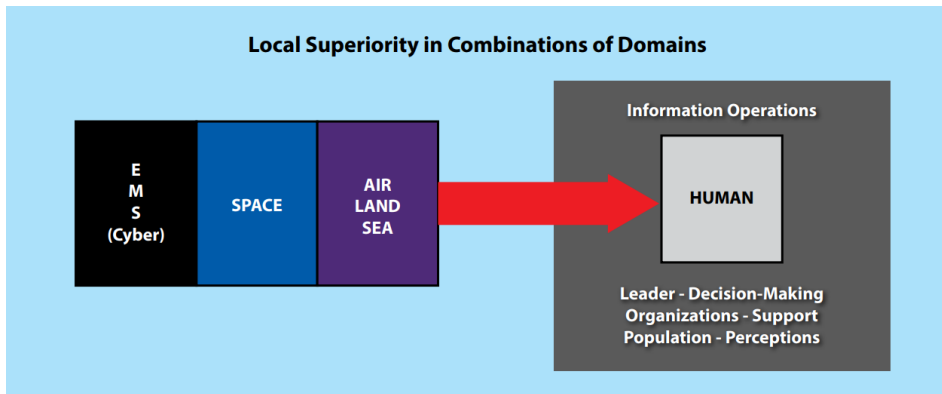 Local Superiority in Combinations of Domains
E
M
S
(Cyber)
SPACE
AIR
LAND
SEA
Information Operations
HUMAN
Leader - Decision-Making
Organizations - Support
Population - Perceptions